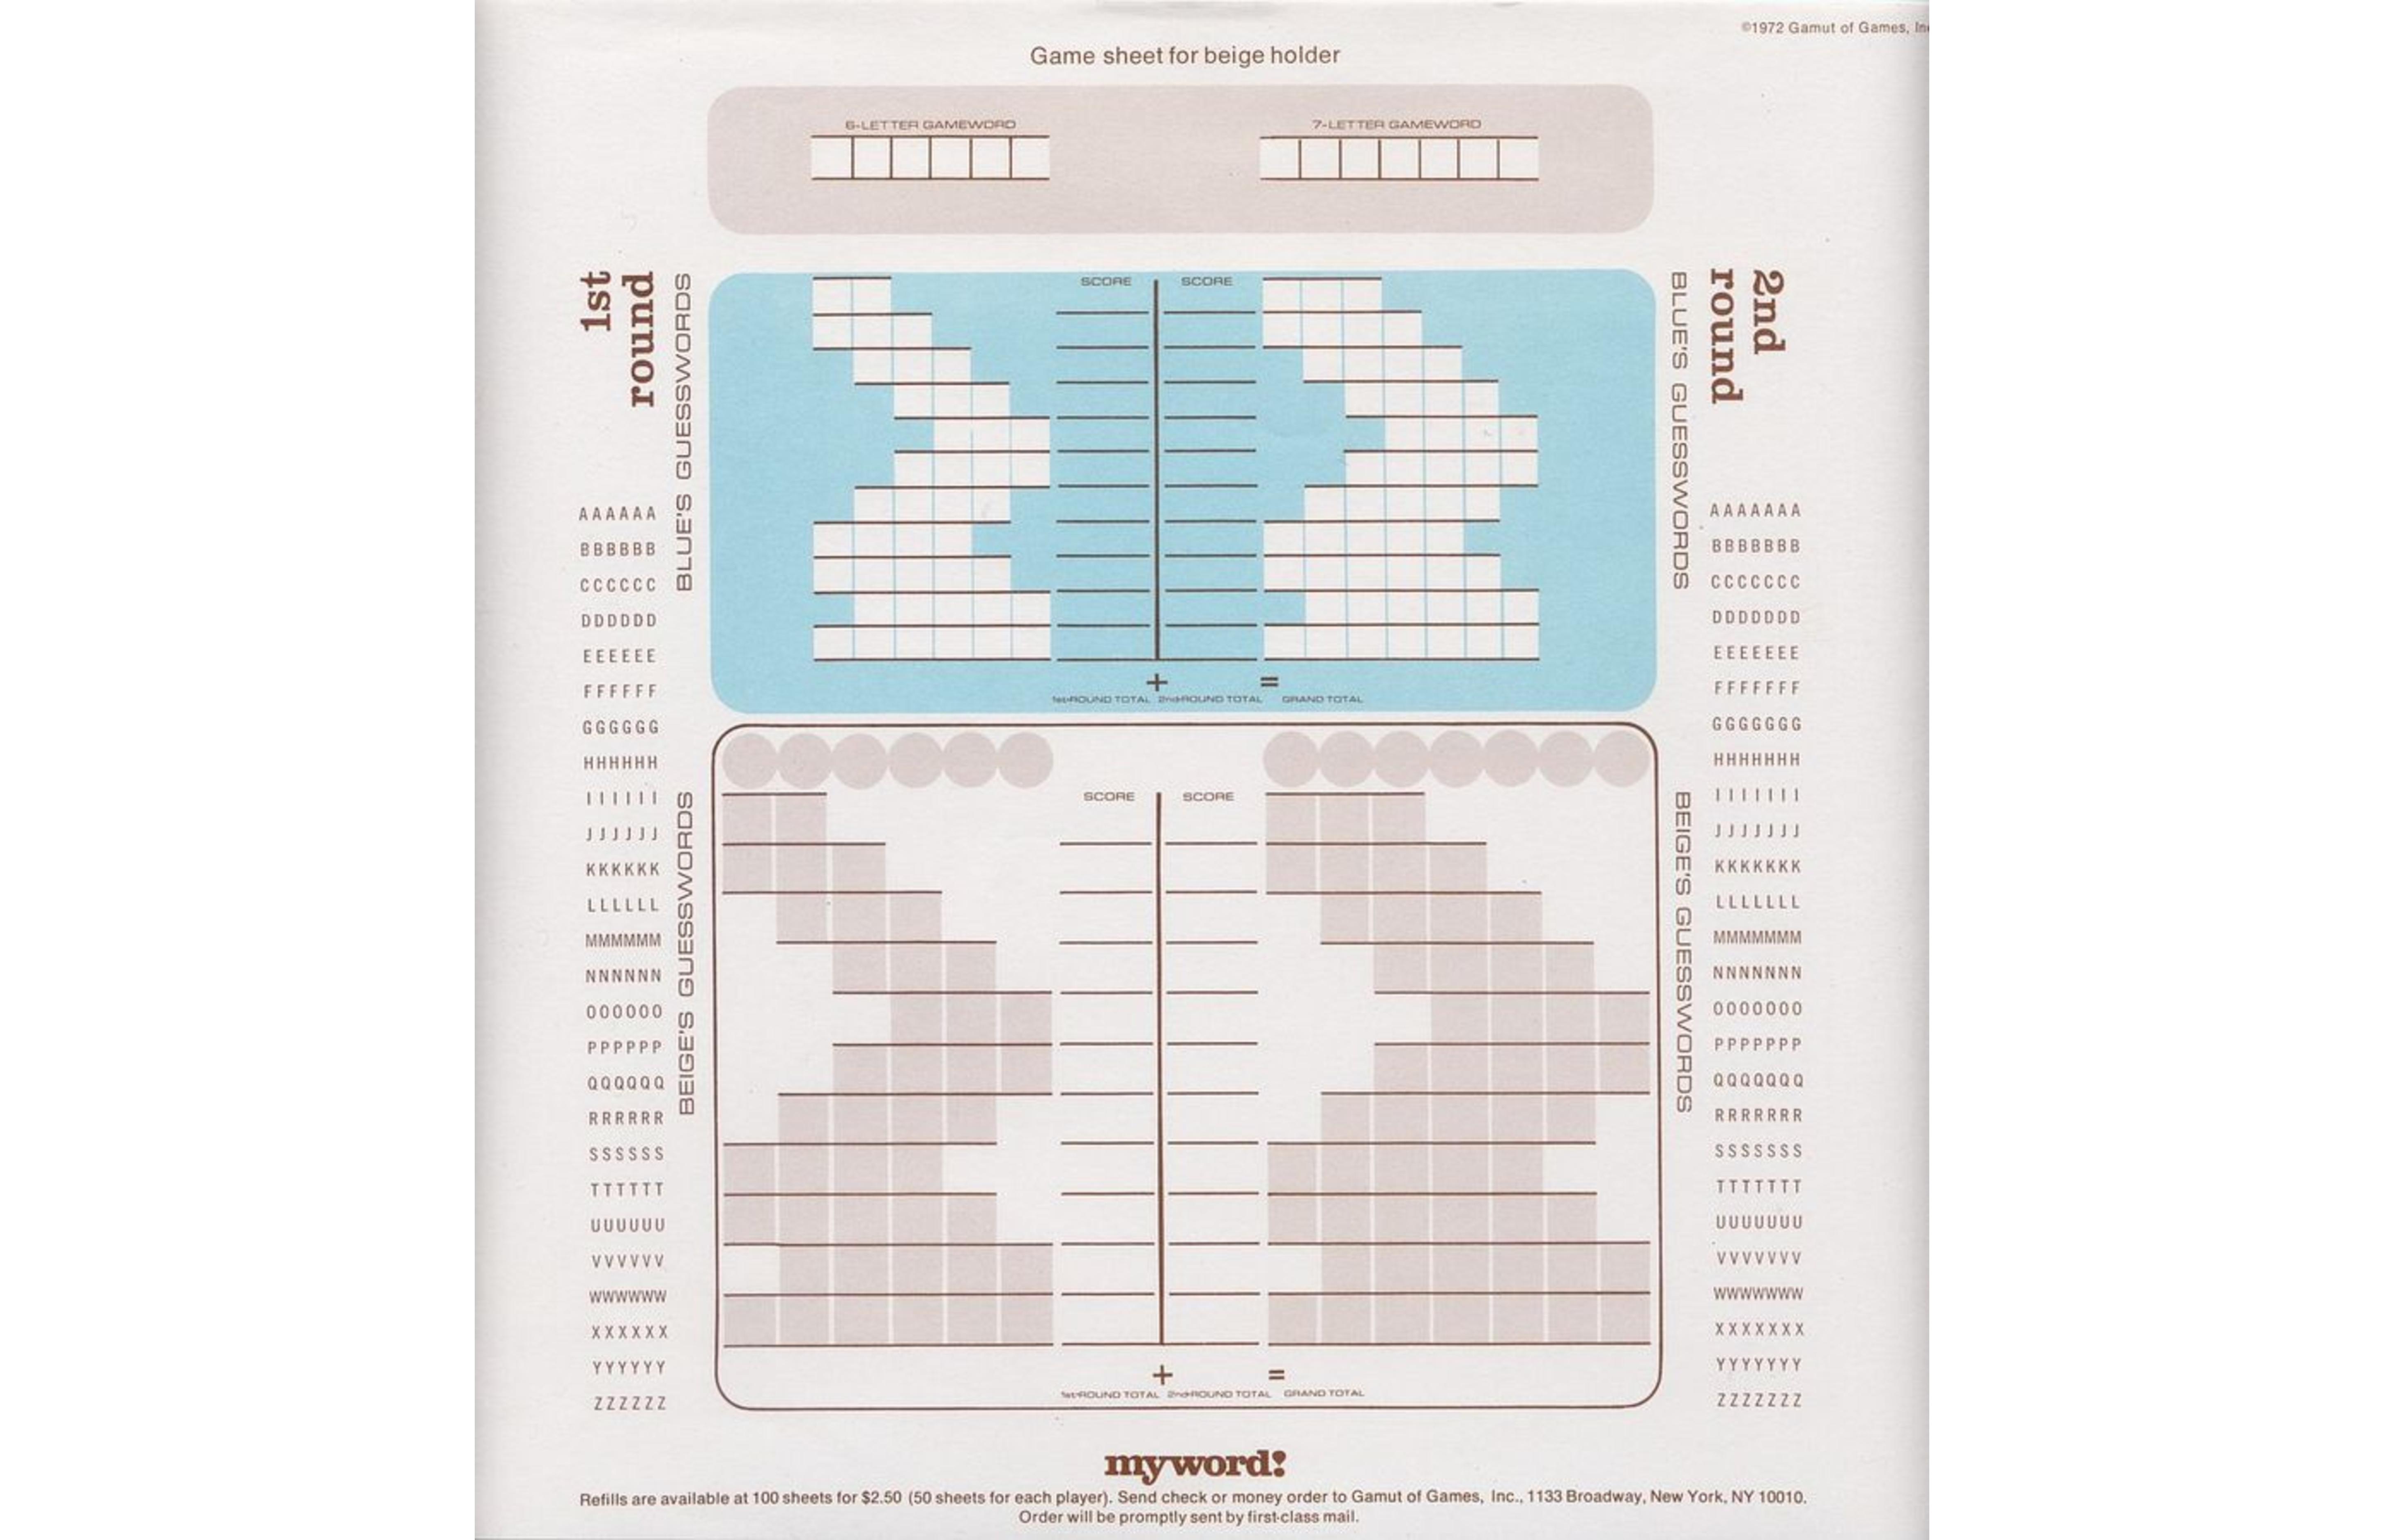 ©1972 Gamut of Games, In
Game sheet for beige holder
6-LETTER GAMEWORD
7-LETTER GAMEWORD
1st
round
BLUE'S GUESSWORDS
SCORE
SCORE
BLUE'S GUESSWORDS
2nd
round
+
=
1st-ROUND TOTAL 2nd-ROUND TOTAL GRAND TOTAL
BEIGE'S GUESSWORDS
SCORE
SCORE
BEIGE'S GUESSWORDS
+
=
1st-ROUND TOTAL 2nd-ROUND TOTAL GRAND TOTAL
AAAAAA
BBBBBB
CCCCCC
DDDDDD
EEEEEE
FFFFFF
GGGGGG
HHHHHH
IIIIII
JJJJJJ
KKKKKK
LLLLLL
MMMMMM
NNNNNN
OOOOOO
PPPPPP
QQQQQQ
RRRRRR
SSSSSS
TTTTTT
UUUUUU
VVVVVV
WWWWWW
XXXXXX
YYYYYY
ZZZZZZ
AAAAAAA
BBBBBBB
CCCCCCC
DDDDDDD
EEEEEEE
FFFFFFF
GGGGGGG
HHHHHHH
IIIIIII
JJJJJJJ
KKKKKKK
LLLLLLL
MMMMMMM
NNNNNNN
OOOOOOO
PPPPPPP
QQQQQQQ
RRRRRRR
SSSSSSS
TTTTTTT
UUUUUUU
VVVVVVV
WWWWWWW
XXXXXXX
YYYYYYY
ZZZZZZZ
myword!
Refills are available at 100 sheets for $2.50 (50 sheets for each player). Send check or money order to Gamut of Games, Inc., 1133 Broadway, New York, NY 10010.
Order will be promptly sent by first-class mail.